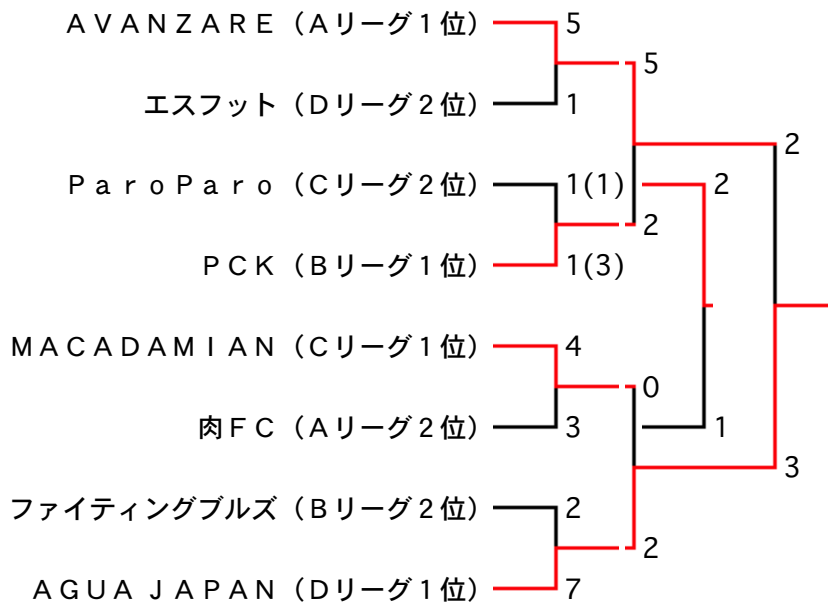 ＡＶＡＮＺＡＲＥ（Ａリーグ１位） 5
5
エスフット（Ｄリーグ２位） 1
2
ＰａｒｏＰａｒｏ（Ｃリーグ２位） 1(1) 2
2
ＰＣＫ（Ｂリーグ１位） 1(3)
ＭＡＣＡＤＡＭＩＡＮ（Ｃリーグ１位） 4
0
肉ＦＣ（Ａリーグ２位） 3 1
3
ファイティングブルズ（Ｂリーグ２位） 2
2
ＡＧＵＡ ＪＡＰＡＮ（Ｄリーグ１位） 7